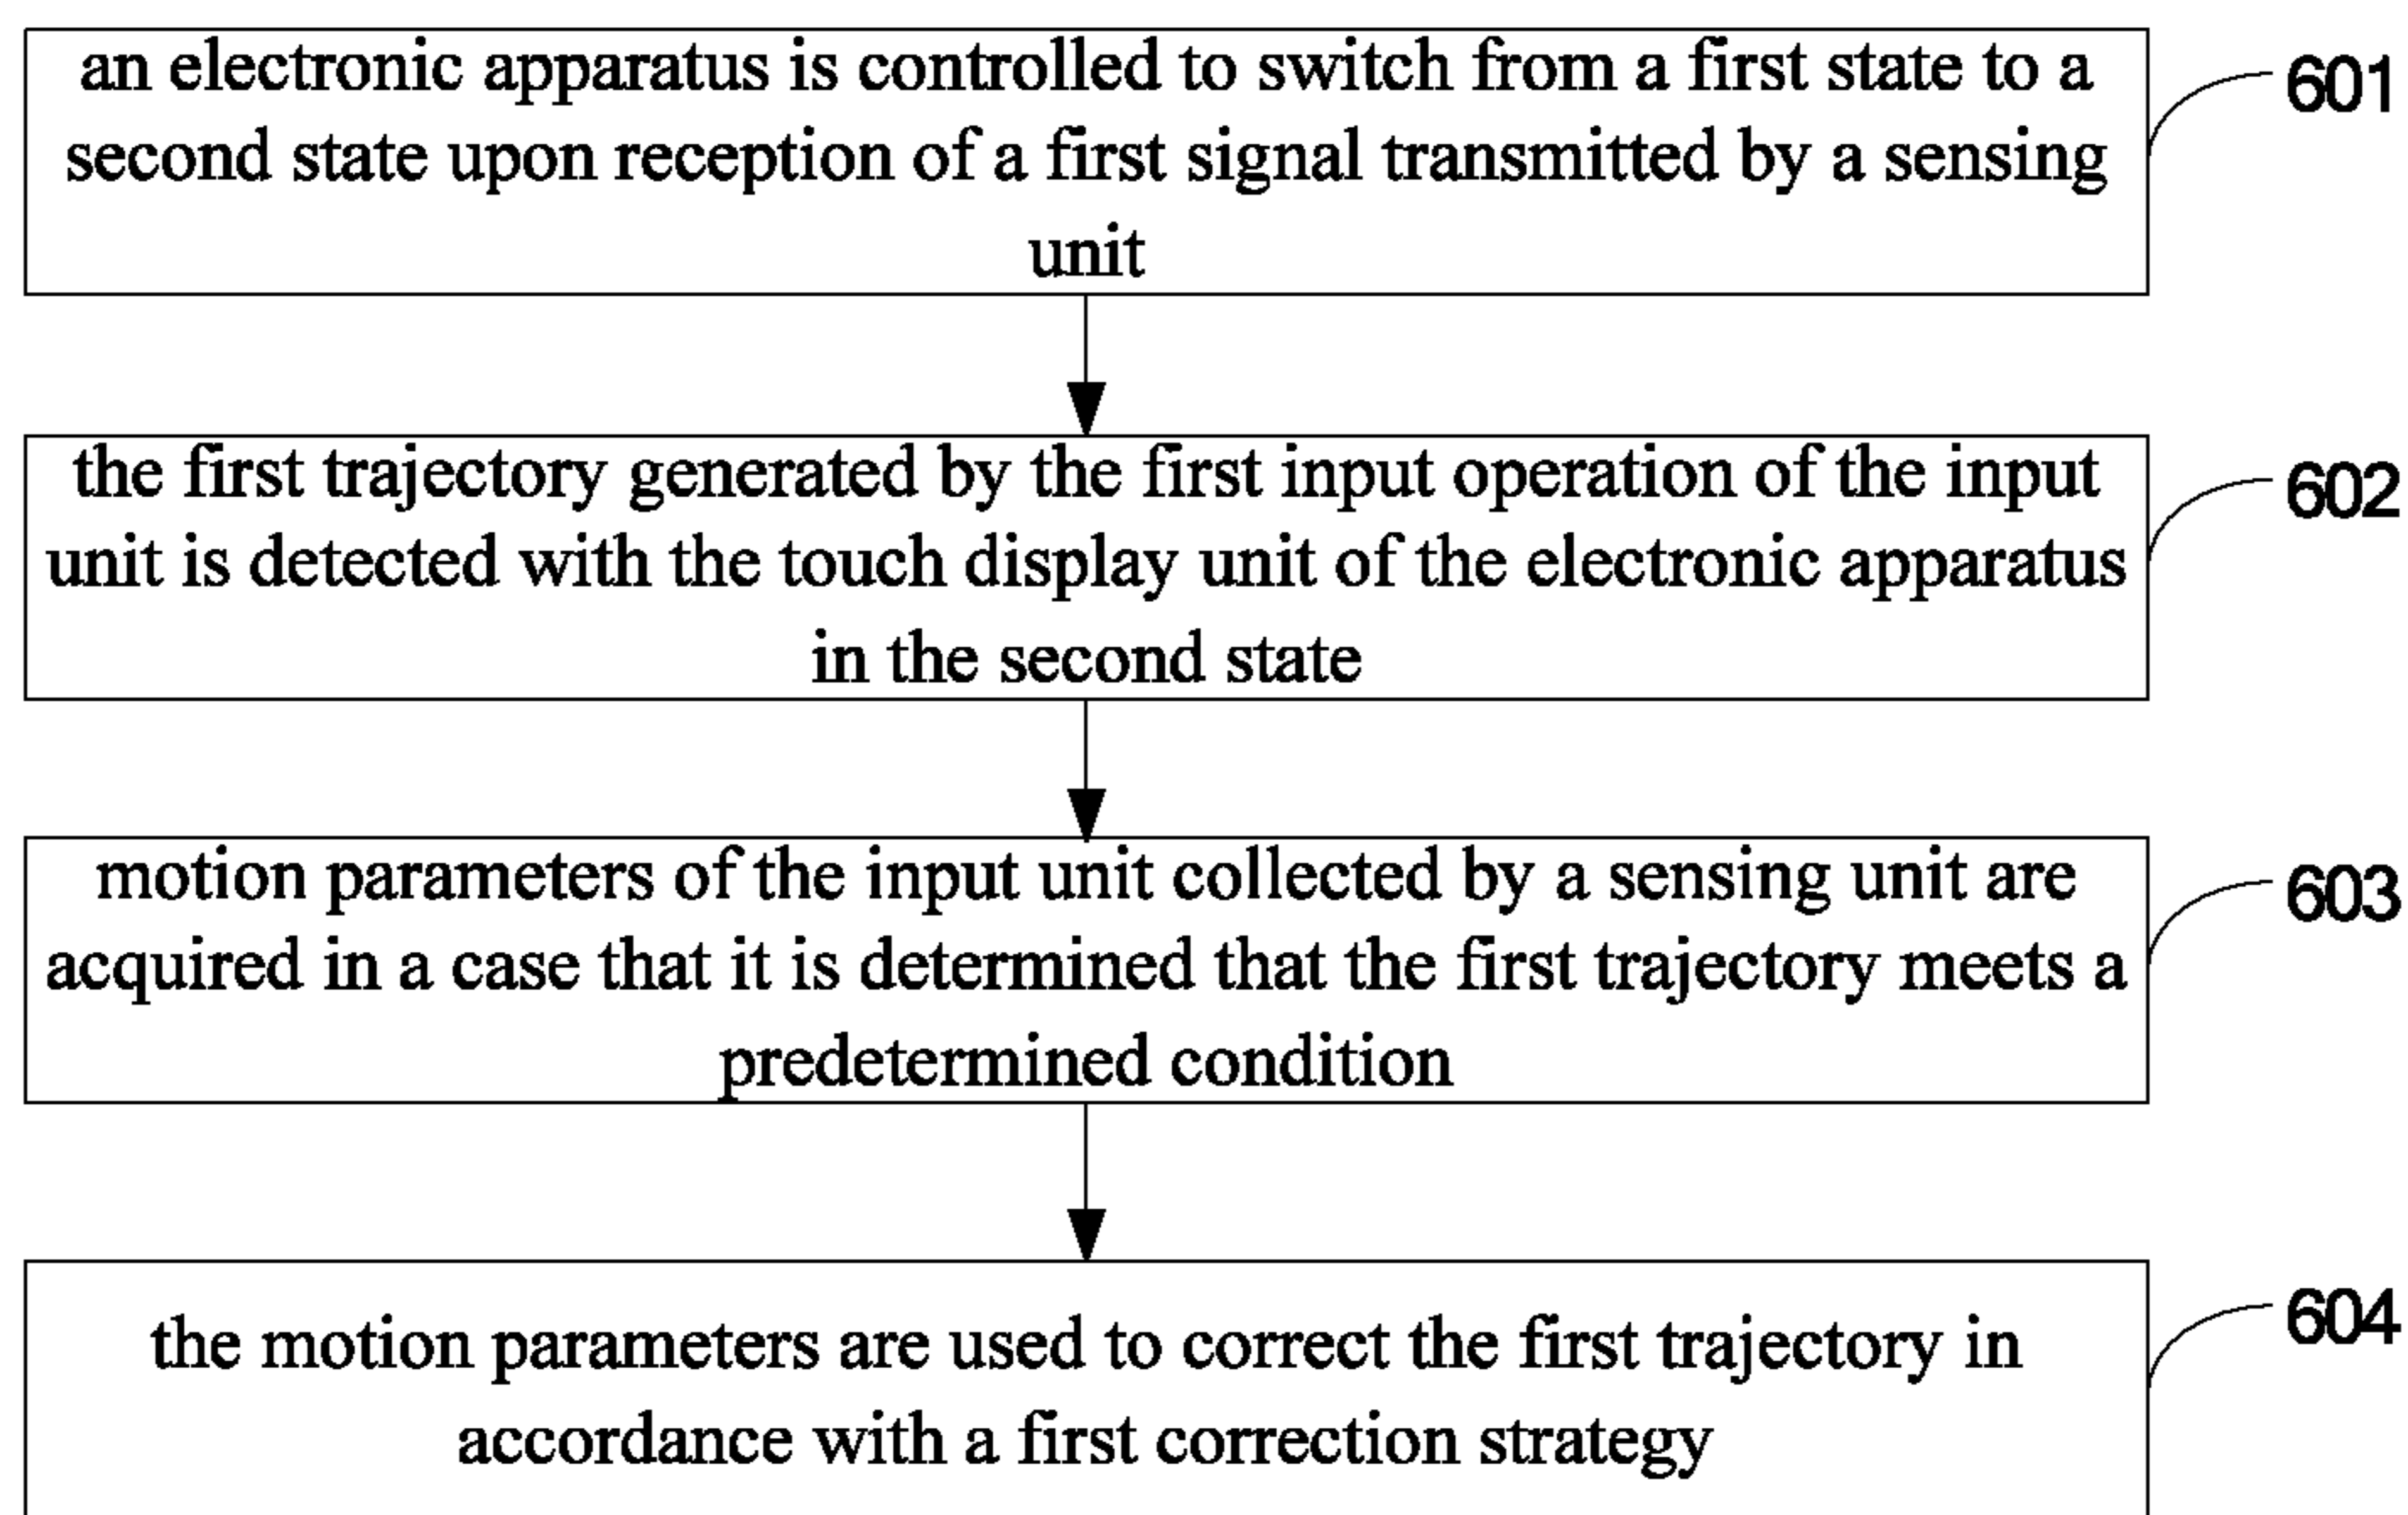 an electronic apparatus is controlled to switch from a first state to a
second state upon reception of a first signal transmitted by a sensing
unit
601
the first trajectory generated by the first input operation of the input
unit is detected with the touch display unit of the electronic apparatus
in the second state
602
motion parameters of the input unit collected by a sensing unit are
acquired in a case that it is determined that the first trajectory meets a
predetermined condition
603
the motion parameters are used to correct the first trajectory in
accordance with a first correction strategy
604